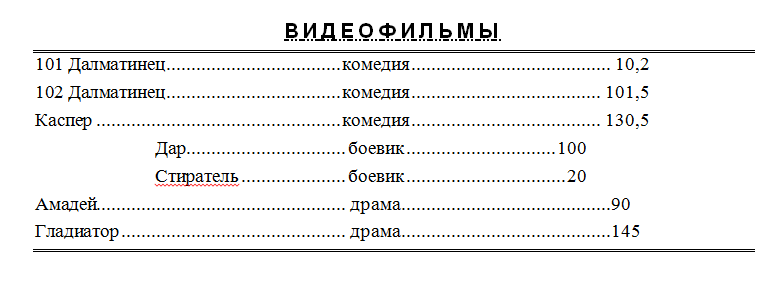 ВИДЕОФИЛЬМЫ
101 Далматинец................................... комедия........................................ 10,2
102 Далматинец................................... комедия...................................... 101,5
Каспер ................................................. комедия...................................... 130,5
Дар................................ боевик..............................100
Стиратель ..................... боевик................................20
Амадей.................................................. драма..........................................90
Гладиатор ............................................. драма..........................................145